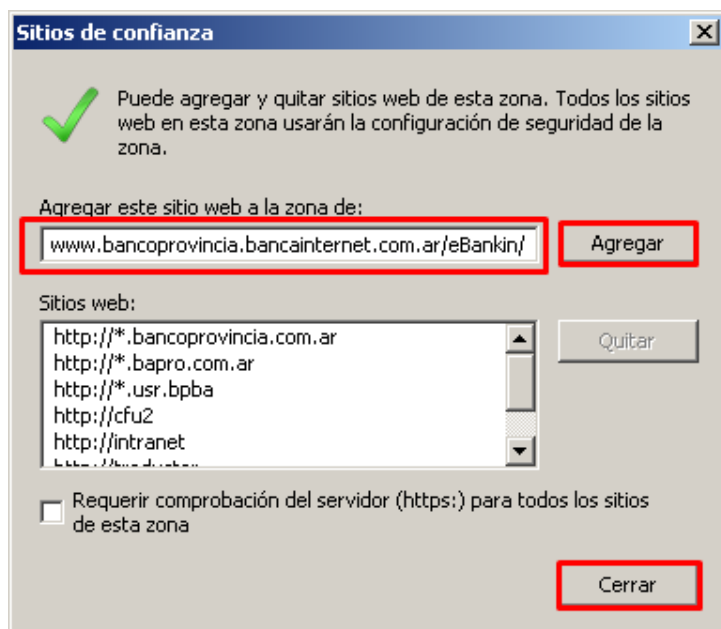 Sitios de confianza
Puede agregar y quitar sitios web de esta zona. Todos los sitios
web en esta zona usarán la configuración de seguridad de la
zona.
Agregar este sitio web a la zona de:
www.bancoprovincia.bancainternet.com.ar/eBankin/
Agregar
Sitios web:
http://*.bancoprovincia.com.ar
http://*.bapro.com.ar
http://*.usr.bpba
http://cfu2
http://intranet
Quitar
Requerir comprobación del servidor (https:) para todos los sitios
de esta zona
Cerrar